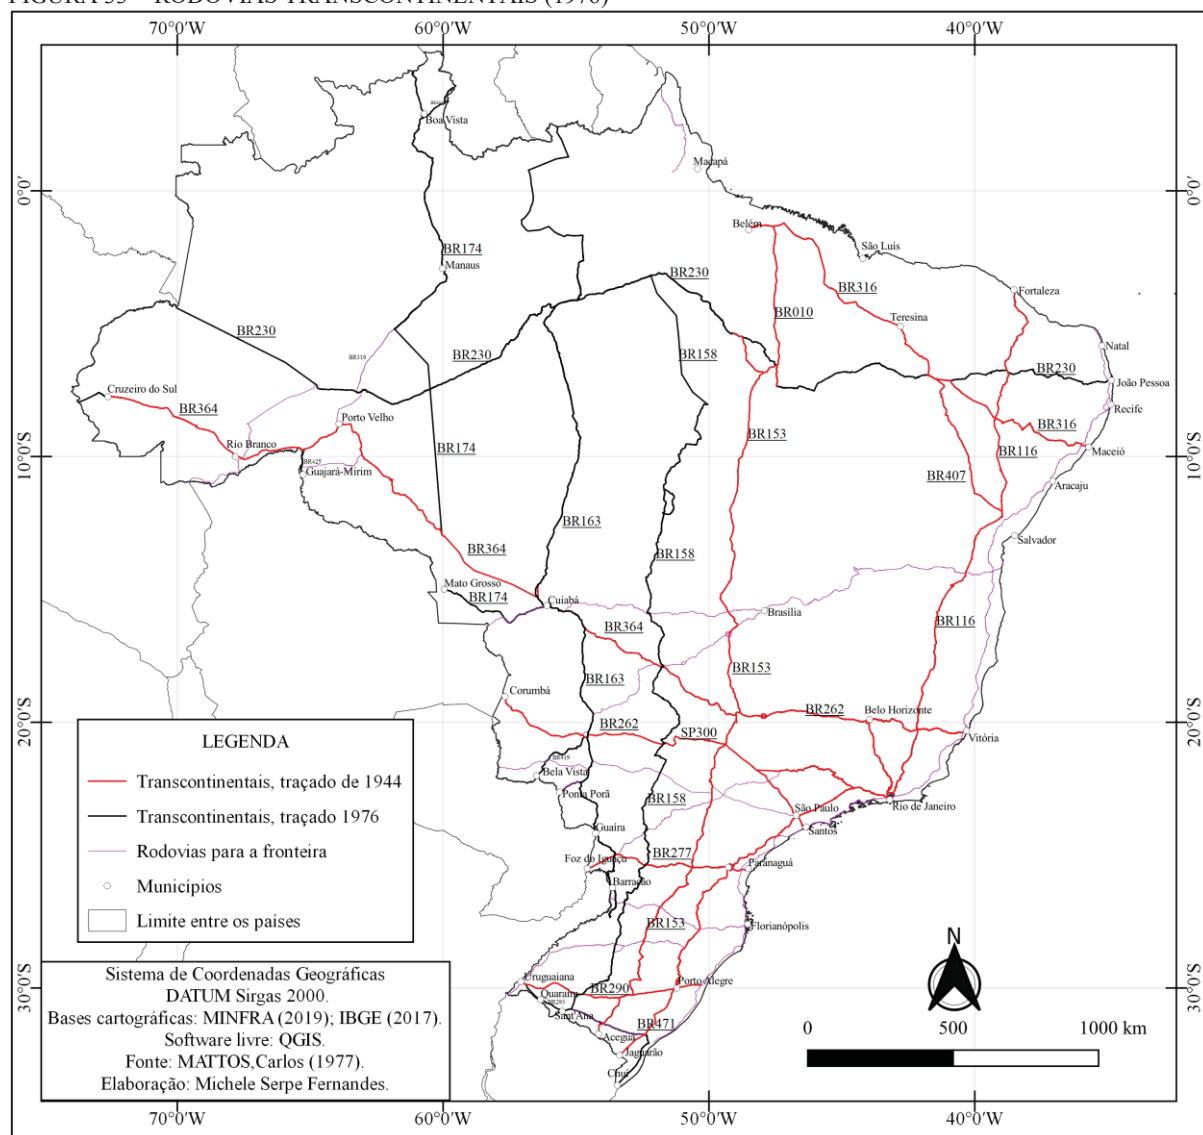 FIGURA 35 – RODOVIAS TRANSCONTINENTAIS (1976)
70°0'W 60°0'W 50°0'W 40°0'W
0°0'
10°0'S
20°0'S
30°0'S
0°0'
10°0'S
20°0'S
30°0'S
Boa Vista
Macapá
Belém
São Luís
BR174
Manaus
BR230
BR316
Fortaleza
BR010
Teresina
BR230
BR319
BR230
BR158
Natal
BR230
João Pessoa
Cruzeiro do Sul
BR364
Porto Velho
Recife
BR316
Rio Branco
BR153
BR174
BR116
Maceió
BR425
Guajará-Mirim
BR407
Aracaju
BR163
Salvador
BR364
BR158
Mato Grosso
BR174
Cuiabá
Brasília
BR364
BR116
BR153
BR163
Corumbá
BR262
Belo Horizonte
BR262
SP300
Vitória
Bela Vista
Ponta Porã
BR158
São Paulo
Rio de Janeiro
Guaíra
Santos
Foz do Iguaçu
BR277
Paranaguá
Barracão
BR153
Florianópolis
Uruguaiana
BR290
Porto Alegre
Quaraim
BR293
Sant'Ana
BR471
Aceguá
Jaguarão
Chuí
LEGENDA
Transcontinentais, traçado de 1944
Transcontinentais, traçado 1976
Rodovias para a fronteira
Municípios
Limite entre os países
Sistema de Coordenadas Geográficas
DATUM Sirgas 2000.
Bases cartográficas: MINFRA (2019); IBGE (2017).
Software livre: QGIS.
Fonte: MATTOS,Carlos (1977).
Elaboração: Michele Serpe Fernandes.
N
0 500 1000 km
70°0'W 60°0'W 50°0'W 40°0'W